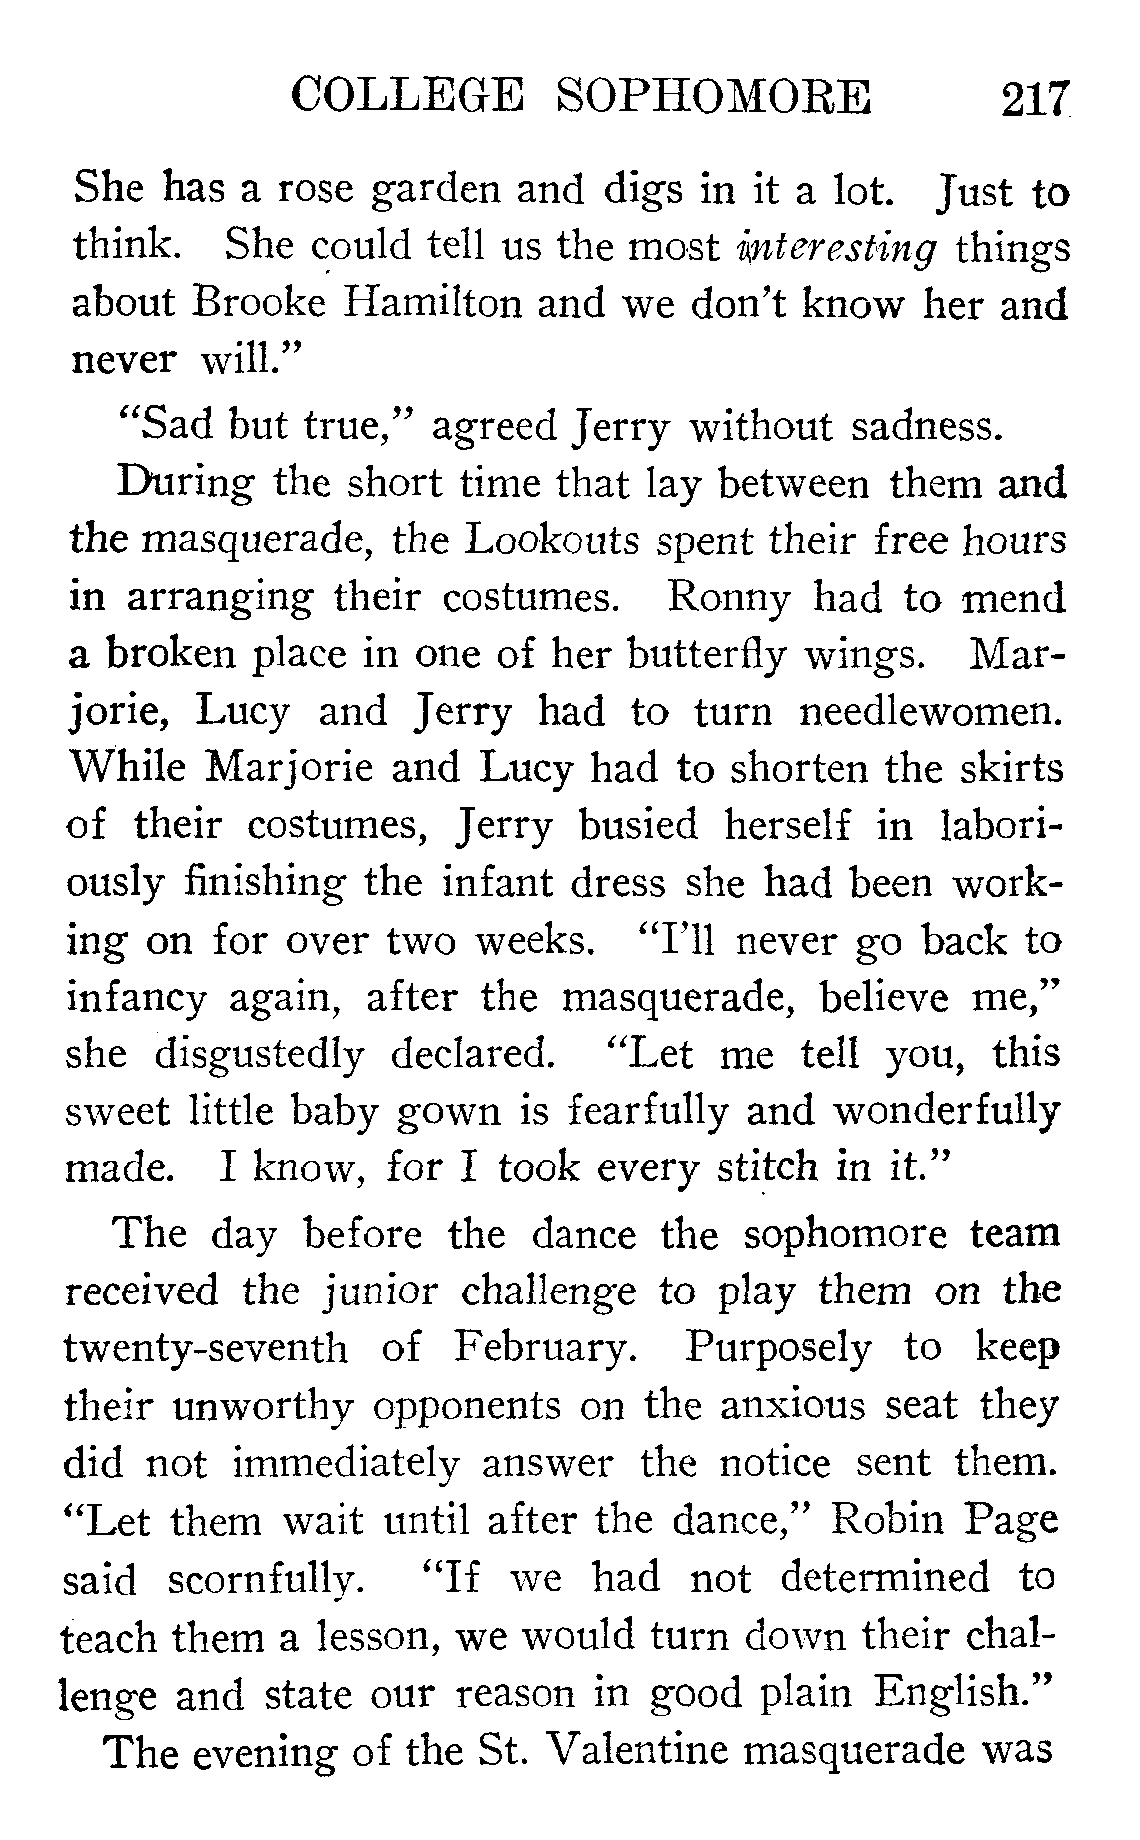 COLLEGE SOPHOMORE 217
She has a rose garden and digs in it a lot. Just to
think. She could tell us the most interesting things
about Brooke Hamilton and we don't know her and
never will."
"Sad but true," agreed Jerry without sadness.
During the short time that lay between them and
the masquerade, the Lookouts spent their free hours
in arranging their costumes. Ronny had to mend
a broken place in one of her butterfly wings. Mar-
jorie, Lucy and Jerry had to turn needlewomen.
While Marjorie and Lucy had to shorten the skirts
of their costumes, Jerry busied herself in labori-
ously finishing the infant dress she had been work-
ing on for over two weeks. "I'll never go back to
infancy again, after the masquerade, believe me,"
she disgustedly declared. "Let me tell you, this
sweet little baby gown is fearfully and wonderfully
made. I know, for I took every stitch in it."
The day before the dance the sophomore team
received the junior challenge to play them on the
twenty-seventh of February. Purposely to keep
their unworthy opponents on the anxious seat they
did not immediately answer the notice sent them.
"Let them wait until after the dance," Robin Page
said scornfully. "If we had not determined to
teach them a lesson, we would turn down their chal-
lenge and state our reason in good plain English."
The evening of the St. Valentine masquerade was